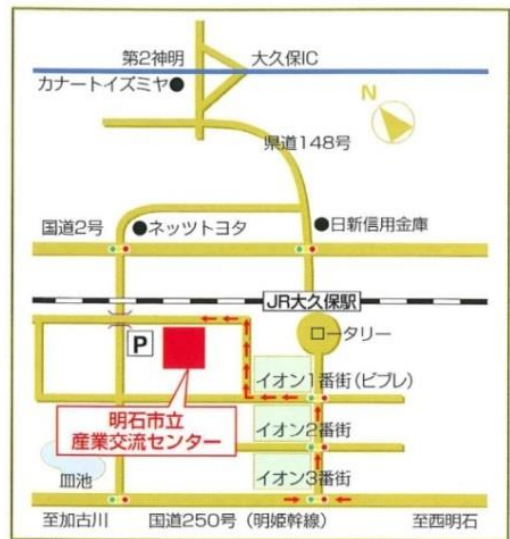 第2神明
大久保IC
カナートイズミヤ
N
県道148号
国道2号
ネッツトヨタ
日新信用金庫
JR大久保駅
P
ロータリー
イオン1番街(ビブレ)
明石市立
産業交流センター
イオン2番街
皿池
イオン3番街
至加古川
国道250号(明姫幹線)
至西明石